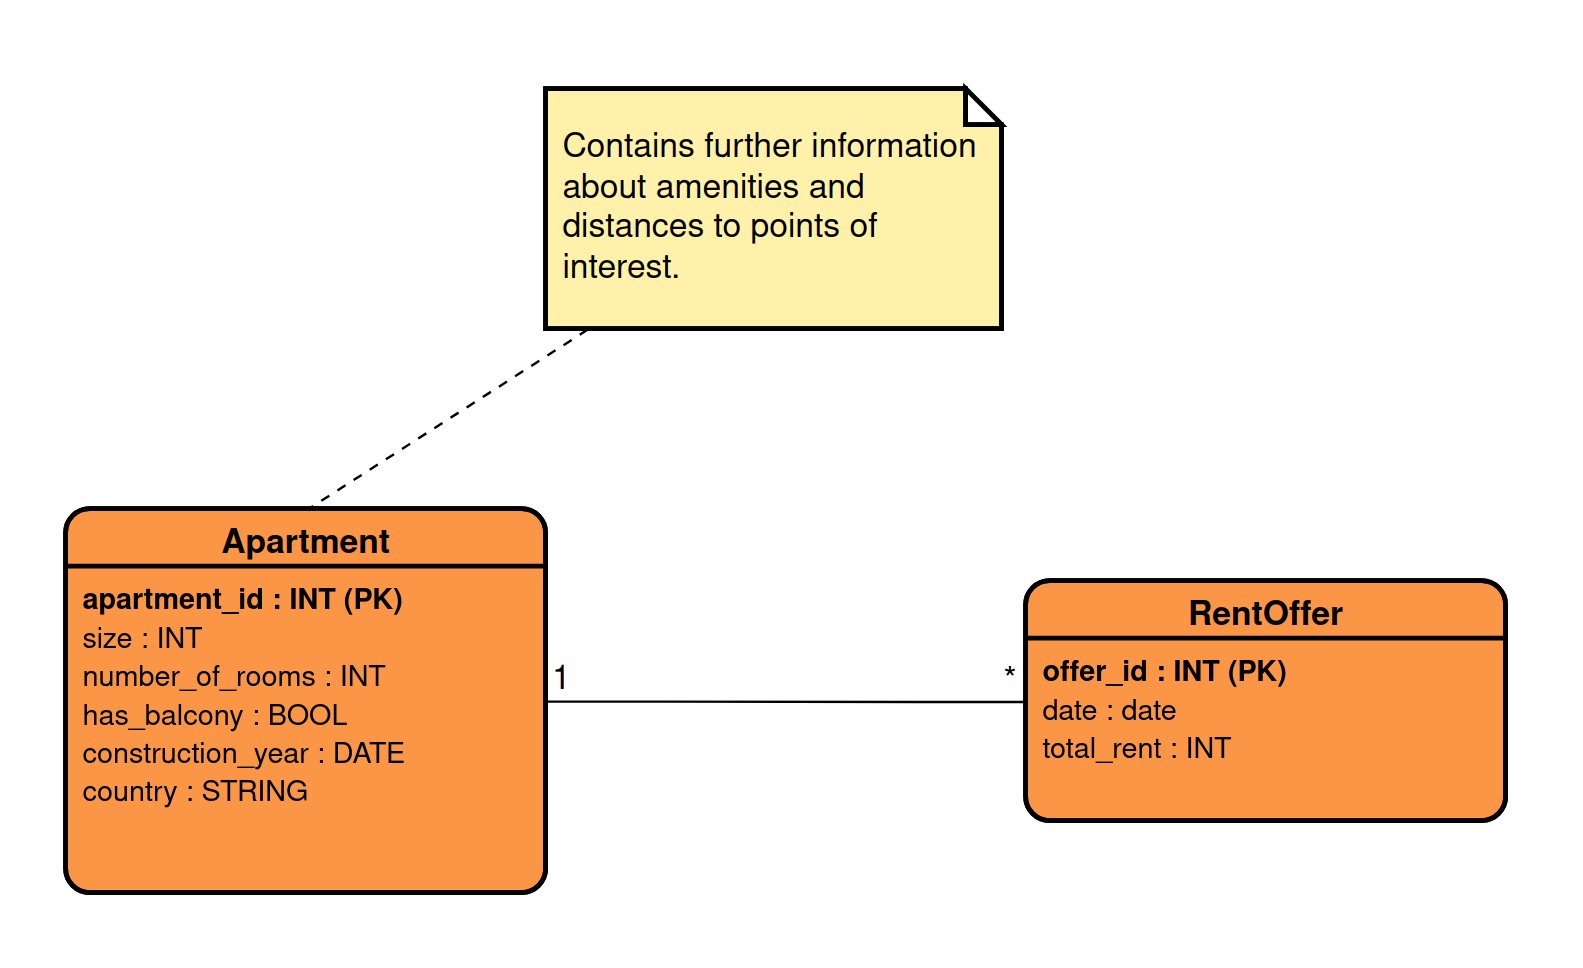 Contains further information
about amenities and
distances to points of
interest.
Apartment
apartment_id : INT (PK)
size : INT
number_of_rooms : INT
has_balcony : BOOL
construction_year : DATE
country : STRING
1
*
RentOffer
offer_id : INT (PK)
date : date
total_rent : INT